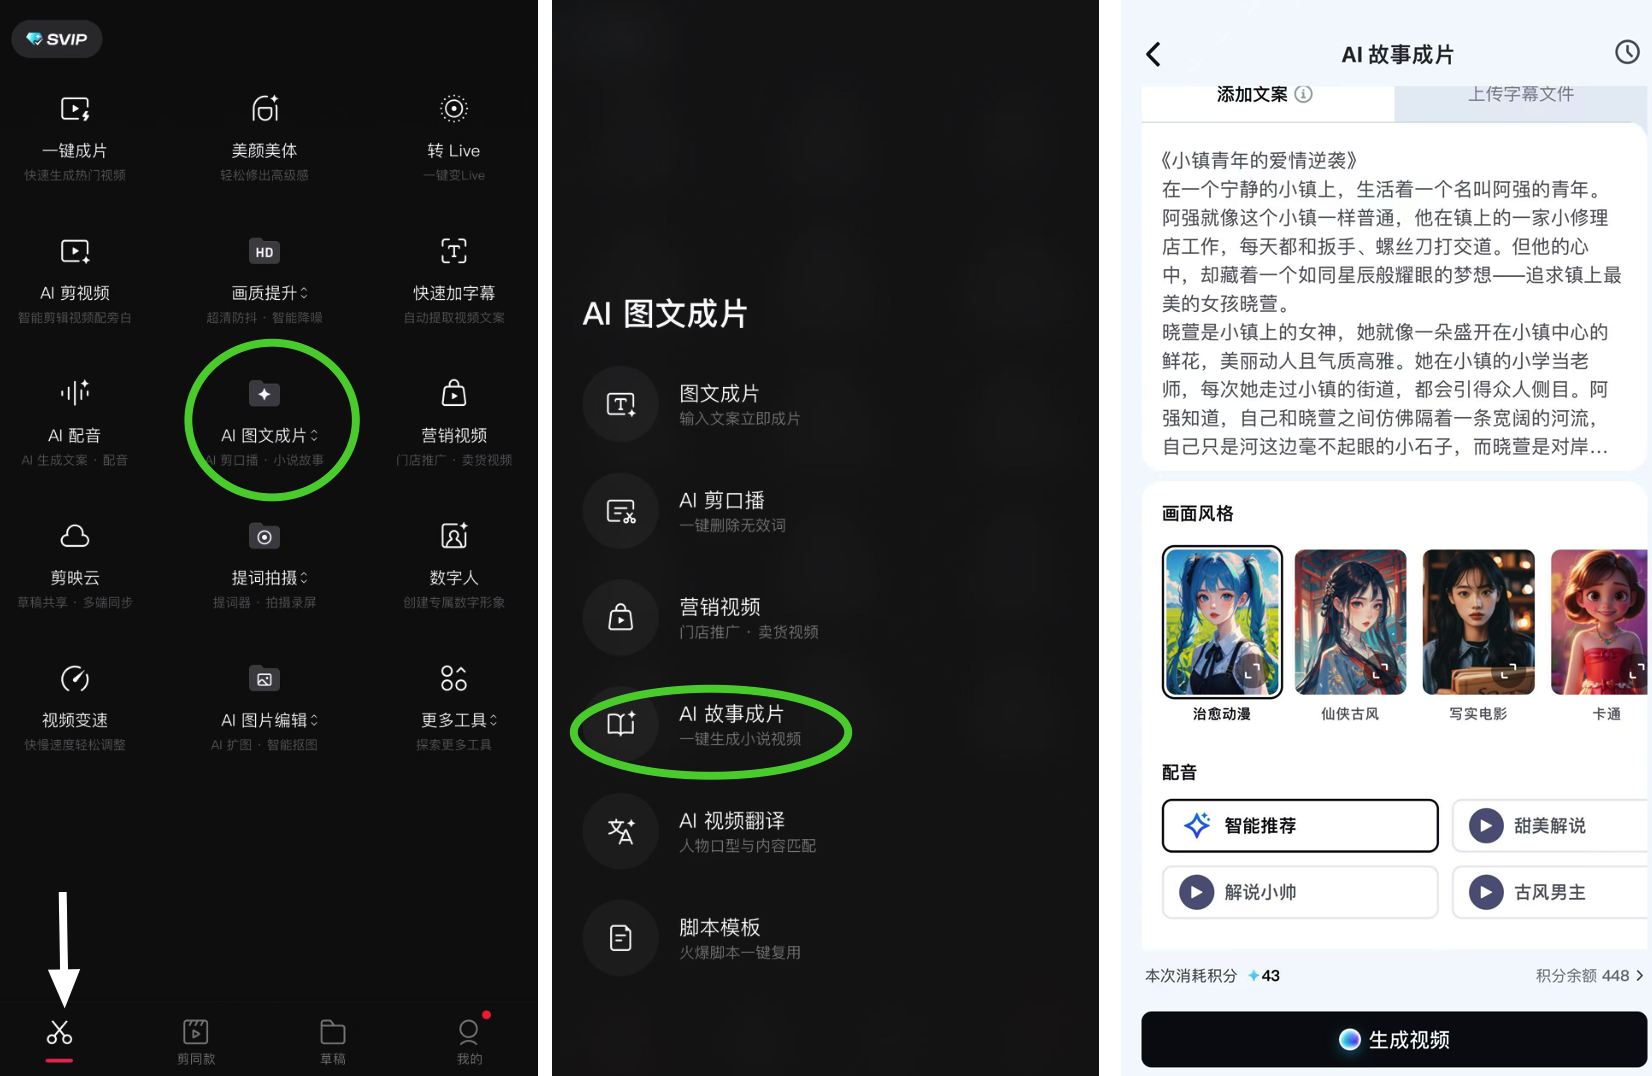 SVIP
一键成片
美颜美体
转 Live
快速生成热门视频
轻松修出高级感
一键变Live
AI 剪视频
HD
画质提升
快速加字幕
智能剪辑视频配旁白
超清防抖 · 智能降噪
自动提取视频文案
AI 配音
AI 图文成片
营销视频
AI 生成文案 · 配音
AI 剪口播 · 小说故事
门店推广 · 卖货视频
剪映云
提词拍摄
数字人
草稿共享 · 多端同步
提词器 · 拍摄录屏
创建专属数字形象
视频变速
AI 图片编辑
更多工具
快慢速度轻松调整
AI 扩图 · 智能抠图
探索更多工具
剪同款
草稿
我的
AI 图文成片
图文成片
输入文案立即成片
AI 剪口播
一键删除无效词
营销视频
门店推广 · 卖货视频
AI 故事成片
一键生成小说视频
AI 视频翻译
人物口型与内容匹配
脚本模板
火爆脚本一键复用
AI 故事成片
添加文案
上传字幕文件
《小镇青年的爱情逆袭》
在一个宁静的小镇上，生活着一个名叫阿强的青年。
阿强就像这个小镇一样普通，他在镇上的一家小修理
店工作，每天都和扳手、螺丝刀打交道。但他的心
中，却藏着一个如同星辰般耀眼的梦想——追求镇上最
美的女孩晓萱。
晓萱是小镇上的女神，她就像一朵盛开在小镇中心的
鲜花，美丽动人且气质高雅。她在小镇的小学当老
师，每次她走过小镇的街道，都会引得众人侧目。阿
强知道，自己和晓萱之间仿佛隔着一条宽阔的河流，
自己只是河这边毫不起眼的小石子，而晓萱是对岸...
画面风格
治愈动漫
仙侠古风
写实电影
卡通
配音
智能推荐
甜美解说
解说小帅
古风男主
本次消耗积分 43
积分余额 448
生成视频